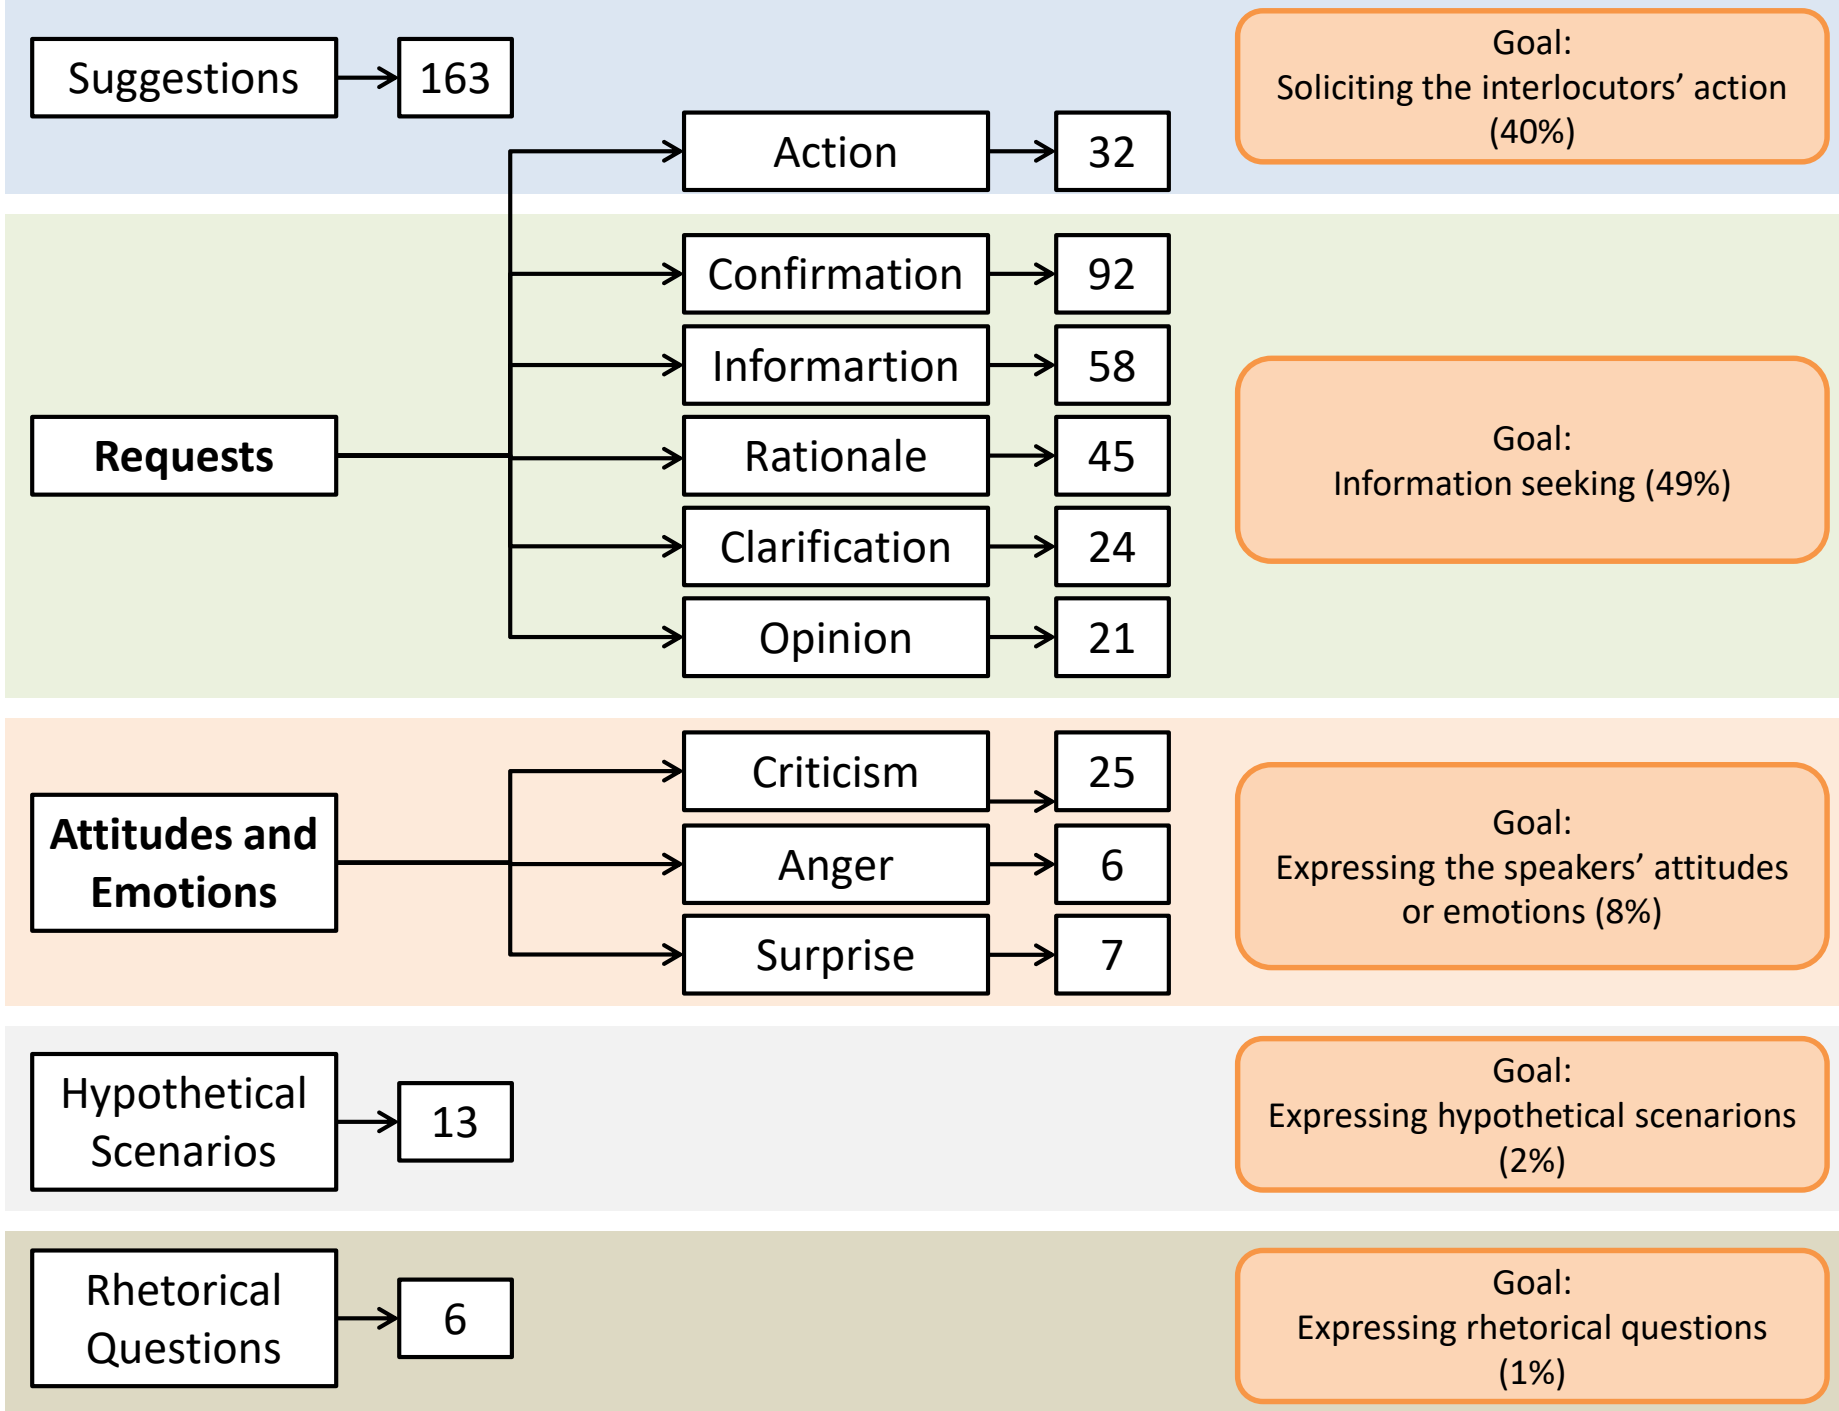 Suggestions
163
Goal:
Soliciting the interlocutors’ action
(40%)
Action
32
Requests
Confirmation
92
Informartion
58
Rationale
45
Clarification
24
Opinion
21
Goal:
Information seeking (49%)
Attitudes and
Emotions
Criticism
25
Anger
6
Surprise
7
Goal:
Expressing the speakers’ attitudes
or emotions (8%)
Hypothetical
Scenarios
13
Goal:
Expressing hypothetical scenarions
(2%)
Rhetorical
Questions
6
Goal:
Expressing rhetorical questions
(1%)